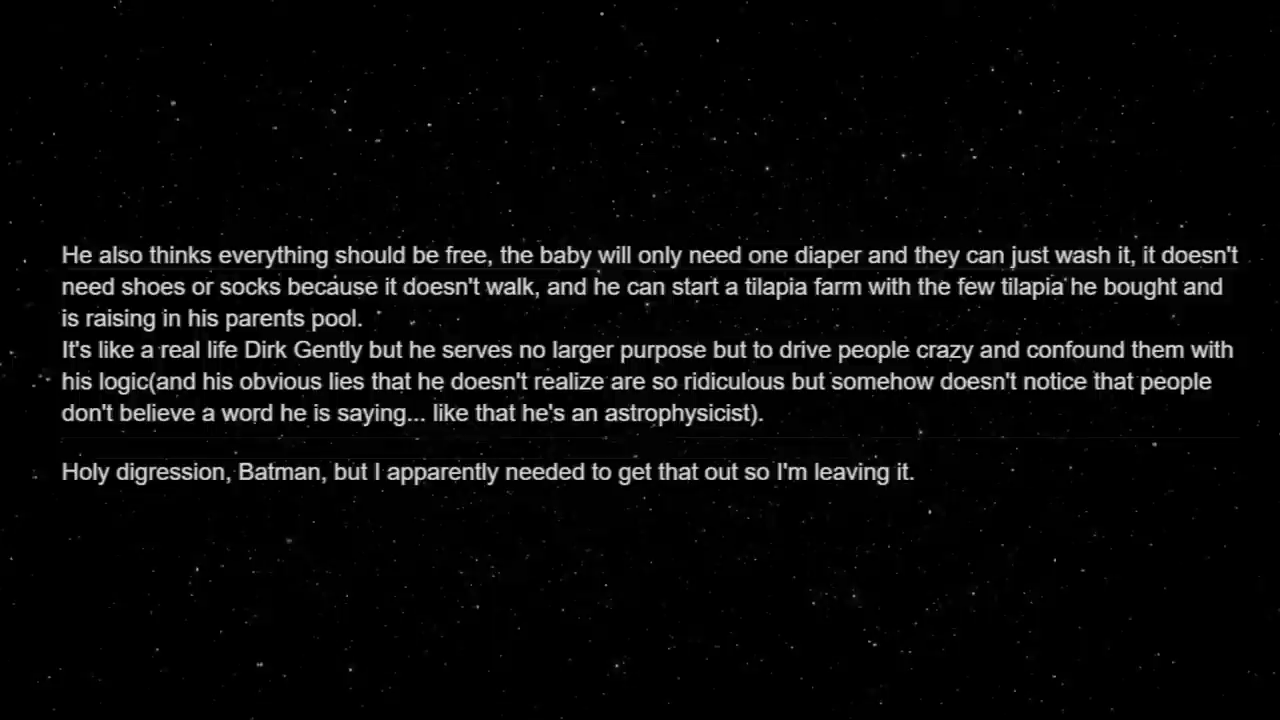 He also thinks everything should be free, the baby will only need one diaper and they can just wash it, it doesn't
need shoes or socks because it doesn't walk, and he can start a tilapia farm with the few tilapia he bought and
is raising in his parents pool.
It's like a real life Dirk Gently but he serves no larger purpose but to drive people crazy and confound them with
his logic(and his obvious lies that he doesn't realize are so ridiculous but somehow doesn't notice that people
don't believe a word he is saying... like that he's an astrophysicist).
Holy digression, Batman, but I apparently needed to get that out so I'm leaving it.